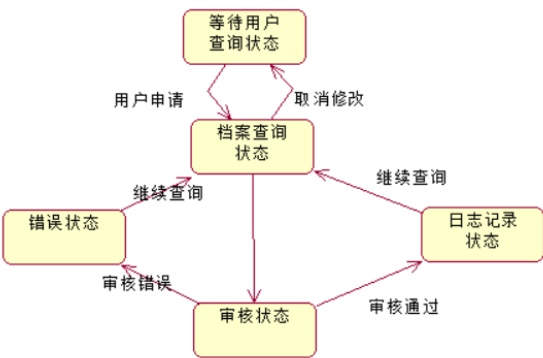 等待用户
查询状态
用户申请
取消修改
档案查询
状态
继续查询
继续查询
错误状态
日志记录
状态
审核错误
审核状态
审核通过